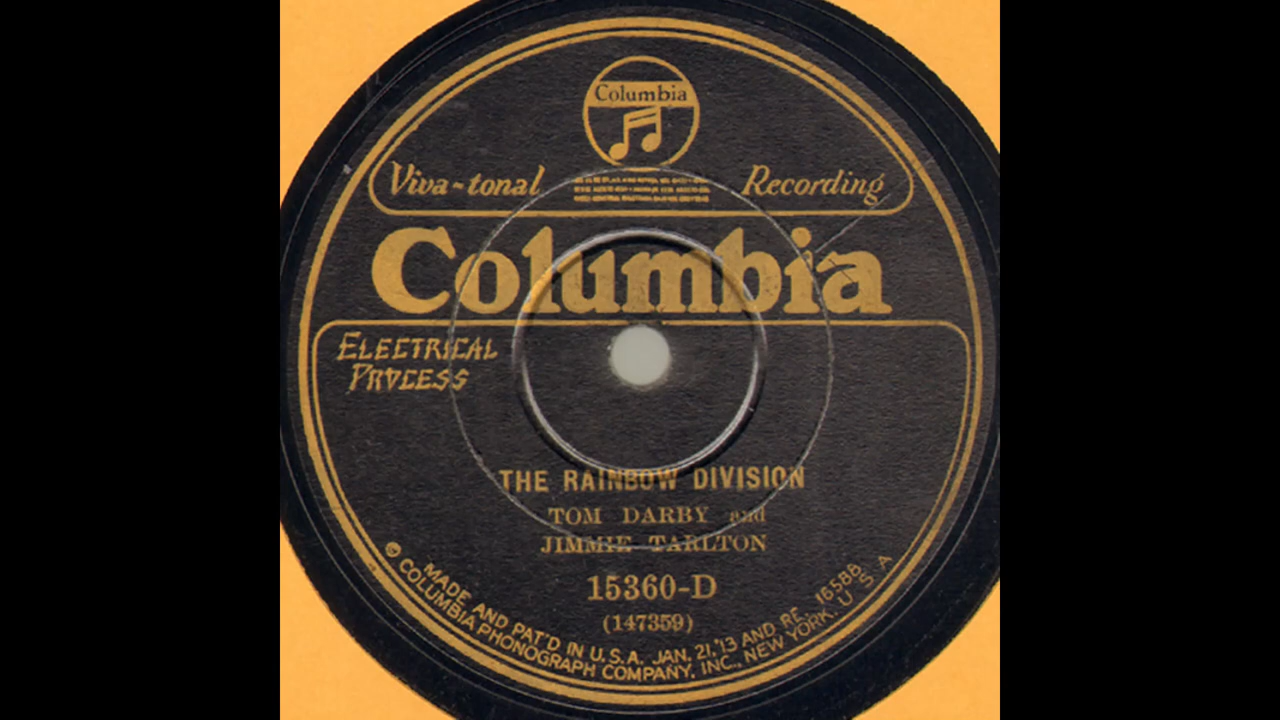 Columbia
Viva-tonal Recording
Columbia
ELECTRICAL
PROCESS
THE RAINBOW DIVISION
TOM DARBY and
JIMMIE TARLTON
15360-D
(147359)
MADE AND PAT'D IN U.S.A. JAN. 21, '13 AND RE. 16588
© COLUMBIA PHONOGRAPH COMPANY, INC., NEW YORK, U S A